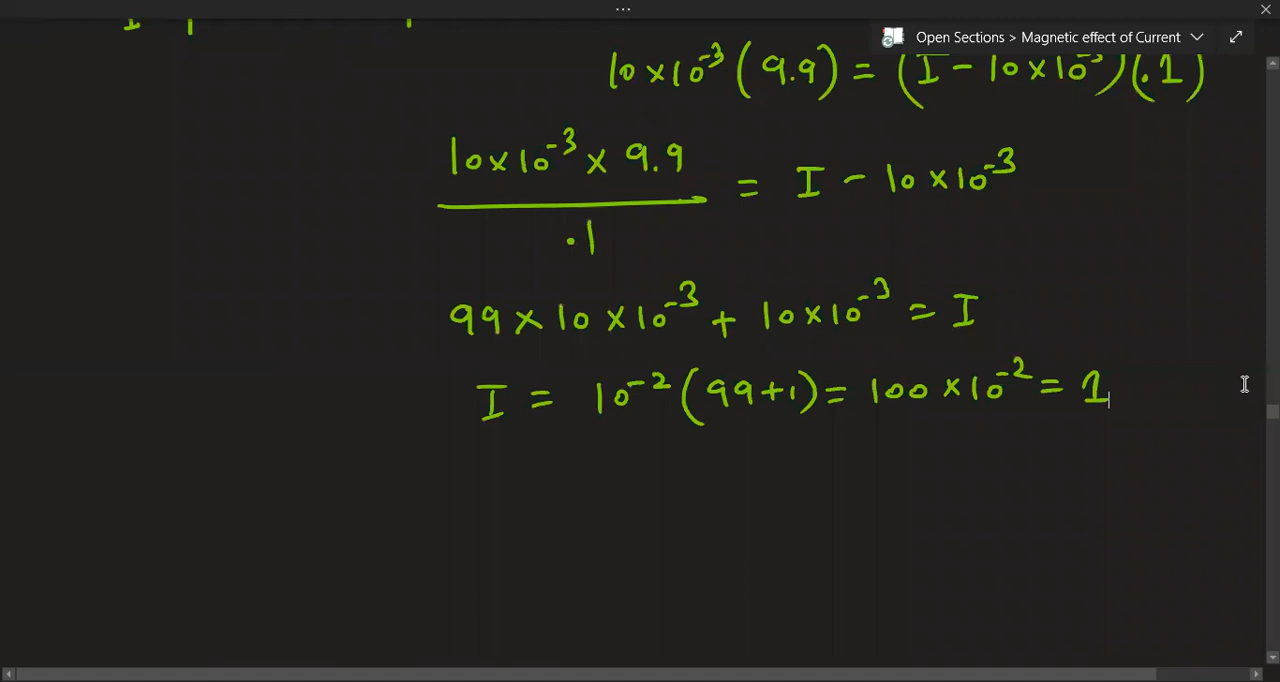 ...
Open Sections > Magnetic effect of Current
10×10⁻³ (9.9) = (I − 10×10⁻³)(.1)
10×10⁻³ × 9.9
――――― = I − 10×10⁻³
.1
99 × 10 × 10⁻³ + 10×10⁻³ = I
I = 10⁻² (99+1) = 100 × 10⁻² = 1